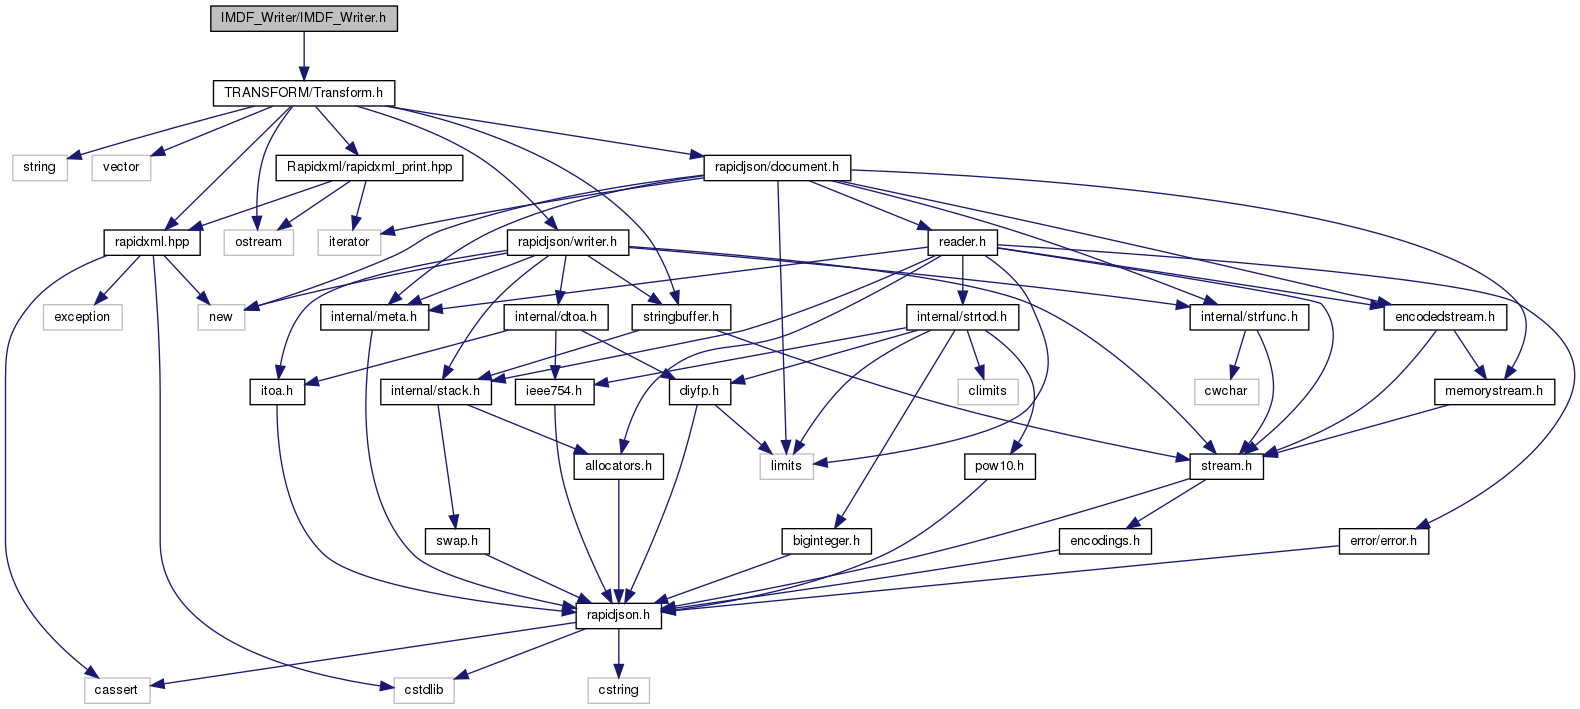 IMDF_Writer/IMDF_Writer.h
TRANSFORM/Transform.h
string
vector
Rapidxml/rapidxml_print.hpp
rapidjson/document.h
rapidxml.hpp
ostream
iterator
rapidjson/writer.h
reader.h
exception
new
internal/meta.h
internal/dtoa.h
stringbuffer.h
internal/strtod.h
internal/strfunc.h
encodedstream.h
itoa.h
internal/stack.h
ieee754.h
diyfp.h
climits
cwchar
memorystream.h
allocators.h
limits
pow10.h
stream.h
swap.h
biginteger.h
encodings.h
error/error.h
rapidjson.h
cassert
cstdlib
cstring